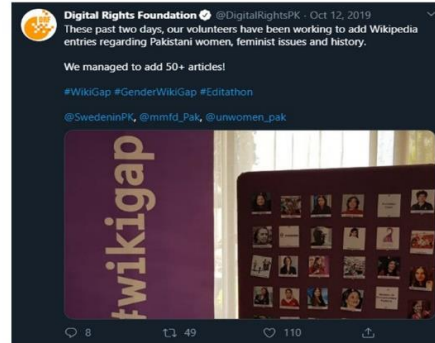 Digital Rights Foundation @DigitalRightsPK · Oct 12, 2019
These past two days, our volunteers have been working to add Wikipedia
entries regarding Pakistani women, feminist issues and history.
We managed to add 50+ articles!
#WikiGap #GenderWikiGap #Editathon
@SwedeninPK, @mmfd_Pak, @unwomen_pak
#wikigap
8 49 110